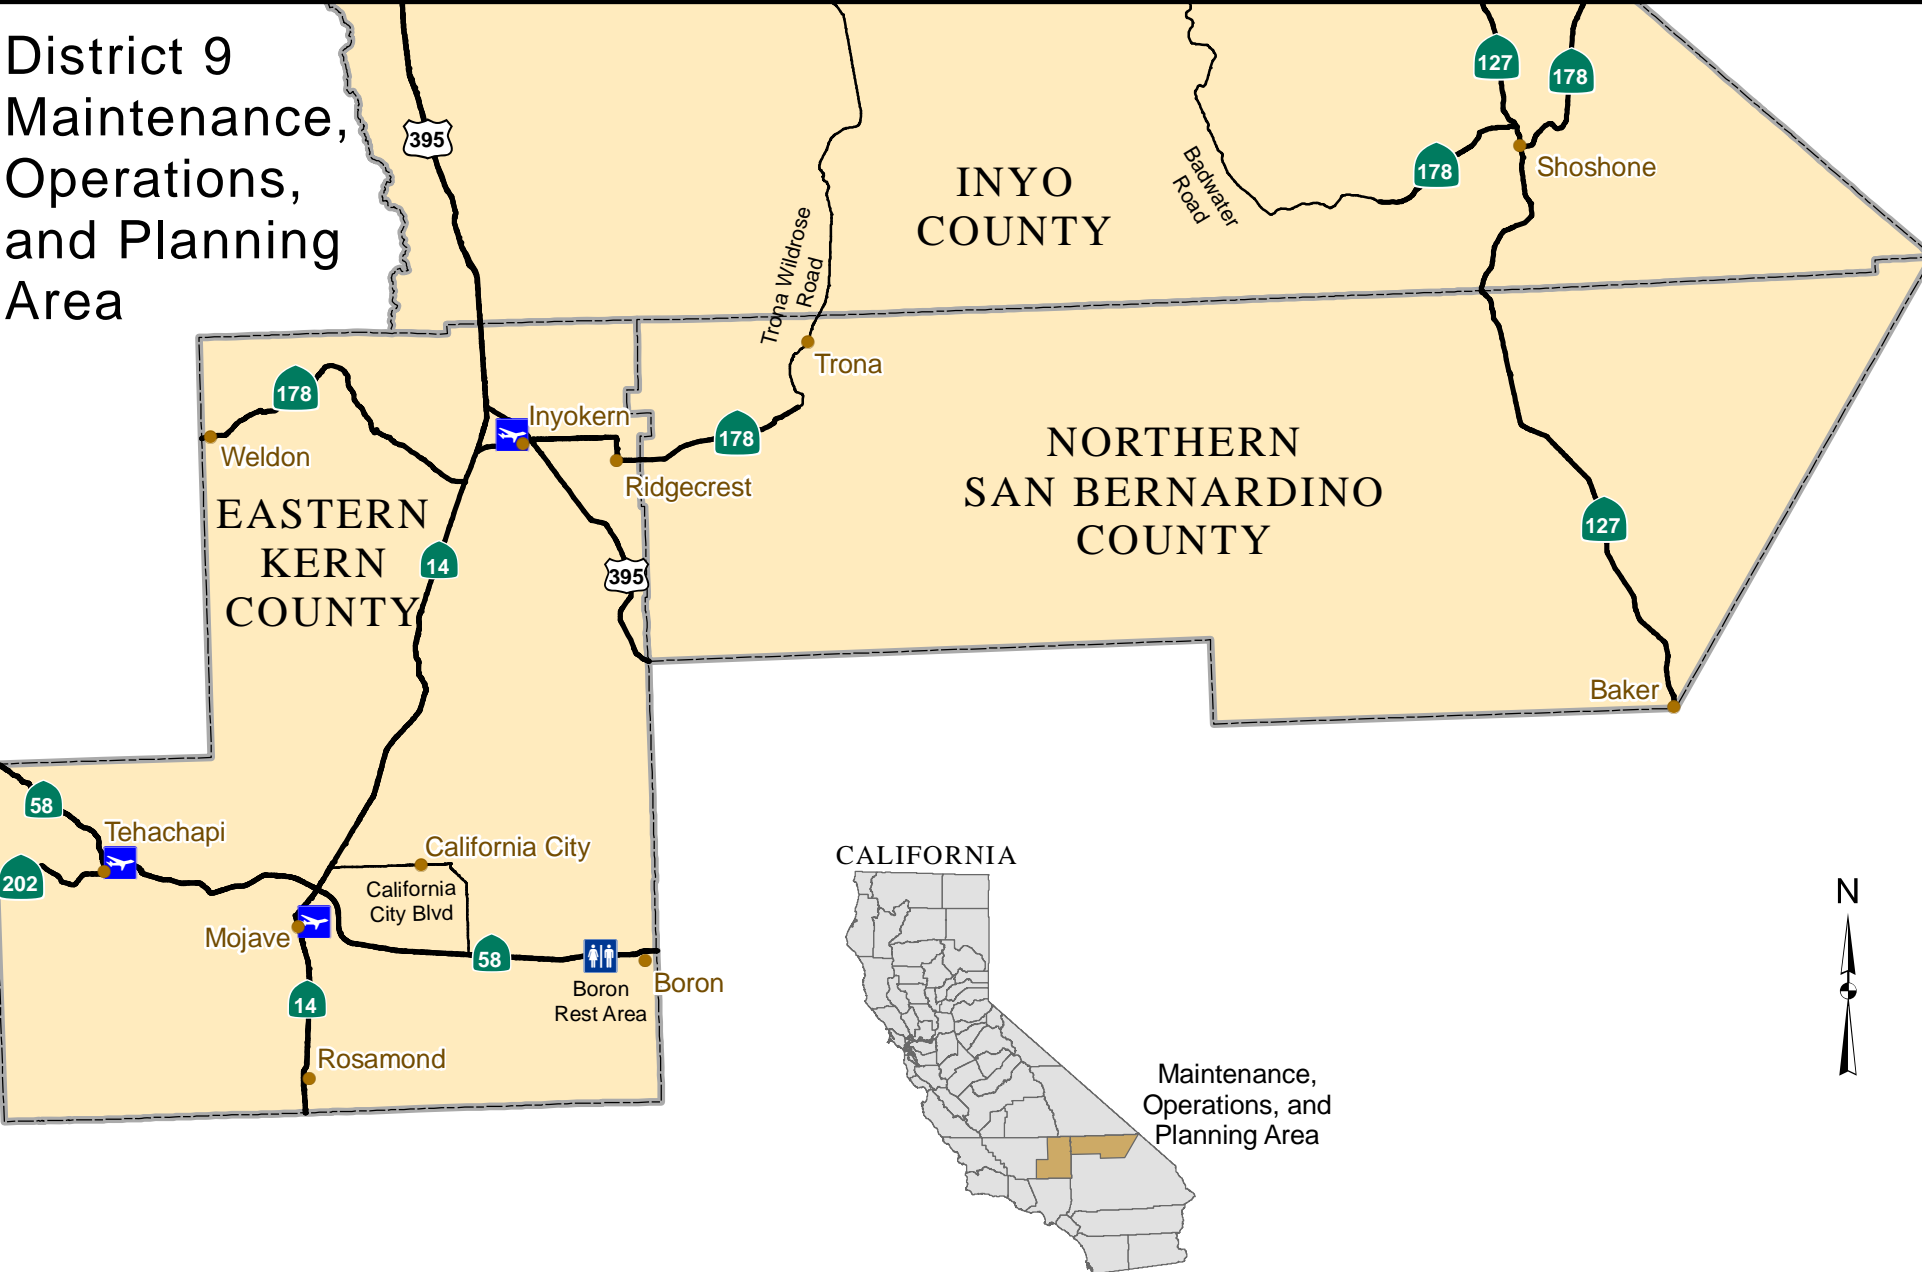 District 9
Maintenance,
Operations,
and Planning
Area
395
127
178
178
Shoshone
INYO
COUNTY
Badwater
Road
Trona Wildrose
Road
Trona
178
Weldon
Inyokern
178
Ridgecrest
EASTERN
KERN
COUNTY
14
395
NORTHERN
SAN BERNARDINO
COUNTY
127
Baker
58
Tehachapi
202
California City
California
City Blvd
Mojave
58
Boron
Rest Area
Boron
14
Rosamond
CALIFORNIA
Maintenance,
Operations, and
Planning Area
N